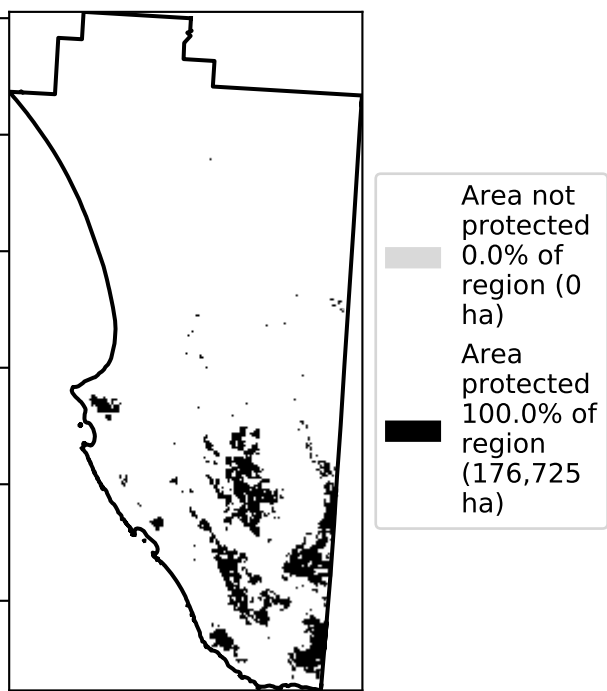 Area not
protected
0.0% of
region (0
ha)
Area
protected
100.0% of
region
(176,725
ha)